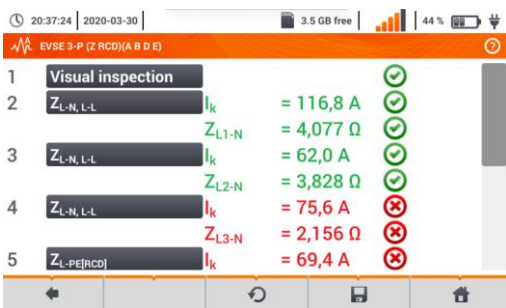 20:37:24 2020-03-30 3.5 GB free 44 %
EVSE 3-P (Z RCD)(A B D E)
1 Visual inspection
2 ZL-N, L-L Ik = 116,8 A
ZL1-N = 4,077 Ω
3 ZL-N, L-L Ik = 62,0 A
ZL2-N = 3,828 Ω
4 ZL-N, L-L Ik = 75,6 A
ZL3-N = 2,156 Ω
5 ZL-PE[RCD] Ik = 69,4 A